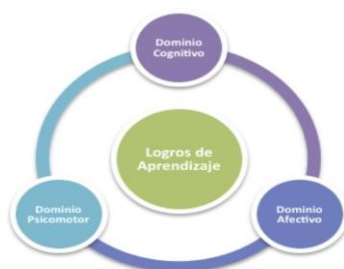 Dominio
Cognitivo
Logros de
Aprendizaje
Dominio
Psicomotor
Dominio
Afectivo